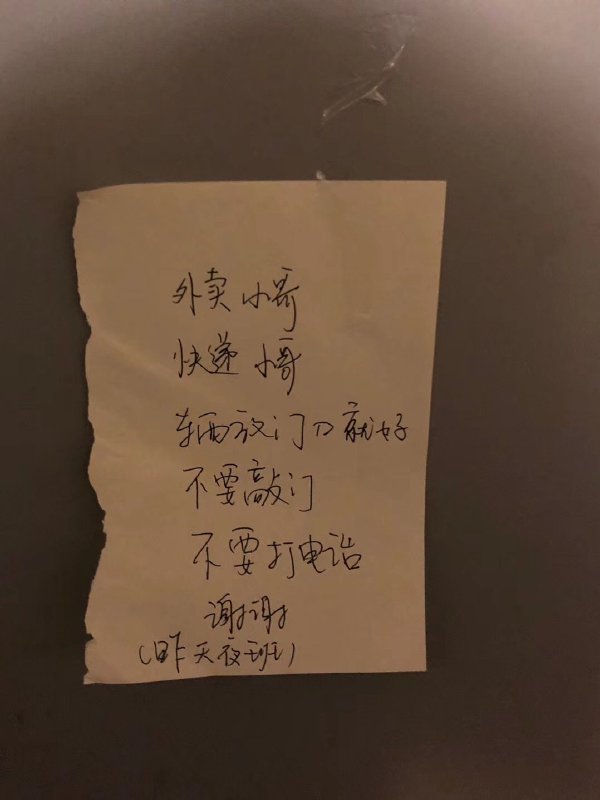 外卖小哥
快递小哥
东西放门口就好
不要敲门
不要打电话
谢谢
(昨天夜班)